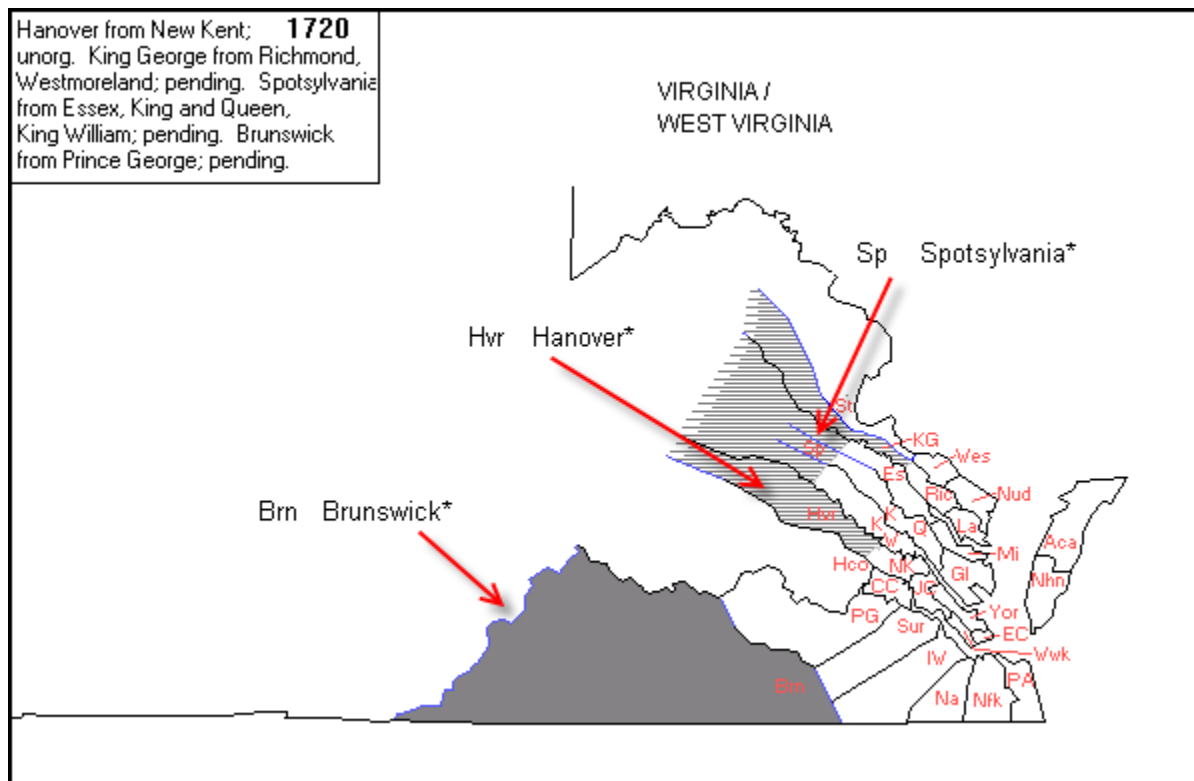 Hanover from New Kent; 1720
unorg. King George from Richmond,
Westmoreland; pending. Spotsylvania
from Essex, King and Queen,
King William; pending. Brunswick
from Prince George; pending.
VIRGINIA /
WEST VIRGINIA
Sp Spotsylvania*
Hvr Hanover*
Brn Brunswick*
St
KG
Sp
Wes
Es
Ric
Nud
Hvr
K
Q
La
K
W
Mi
Aca
Hco
NK
Gl
Nhn
CC
JC
PG
Sur
Yor
EC
IW
Wwk
Brn
PA
Na
Nfk